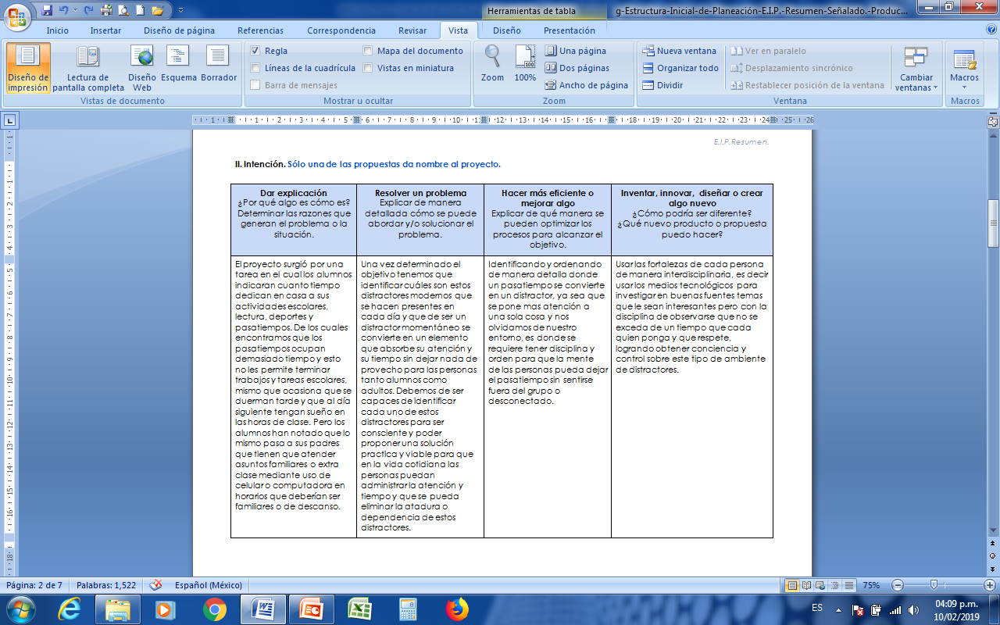 Herramientas de tabla
g-Estructura-Inicial-de-Planeación-E.I.P.-Resumen-Señalado.-Produc...
Inicio Insertar Diseño de página Referencias Correspondencia Revisar Vista Diseño Presentación
Diseño de impresión
Lectura de pantalla completa
Diseño Web
Esquema
Borrador
Vistas de documento
Regla
Líneas de la cuadrícula
Barra de mensajes
Mapa del documento
Vistas en miniatura
Mostrar u ocultar
Zoom
100%
Una página
Dos páginas
Ancho de página
Zoom
Nueva ventana
Organizar todo
Dividir
Ver en paralelo
Desplazamiento sincrónico
Restablecer posición de la ventana
Cambiar ventanas
Ventana
Macros
Macros
E.I.P.Resumen.
II. Intención. Sólo una de las propuestas da nombre al proyecto.
Dar explicación
¿Por qué algo es cómo es?
Determinar las razones que
generan el problema o la
situación.
Resolver un problema
Explicar de manera
detallada cómo se puede
abordar y/o solucionar el
problema.
Hacer más eficiente o
mejorar algo
Explicar de qué manera se
pueden optimizar los
procesos para alcanzar el
objetivo.
Inventar, innovar, diseñar o crear
algo nuevo
¿Cómo podría ser diferente?
¿Qué nuevo producto o propuesta
puedo hacer?
El proyecto surgió por una
tarea en el cual los alumnos
indicaran cuanto tiempo
dedican en casa a sus
actividades escolares,
lectura, deportes y
pasatiempos. De los cuales
encontramos que los
pasatiempos ocupan
demasiado tiempo y esto
no les permite terminar
trabajos y tareas escolares,
mismo que ocasiona que se
duerman tarde y que al día
siguiente tengan sueño en
las horas de clase. Pero los
alumnos han notado que lo
mismo pasa a sus padres
que tienen que atender
asuntos familiares o extra
clase mediante uso de
celular o computadora en
horarios que deberían ser
familiares o de descanso.
Una vez determinado el
objetivo tenemos que
identificar cuáles son estos
distractores modernos que
se hacen presentes en
cada día y que de ser un
distractor momentáneo se
convierte en un elemento
que absorbe su atención y
su tiempo sin dejar nada de
provecho para las personas
tanto alumnos como
adultos. Debemos de ser
capaces de identificar
cada uno de estos
distractores para ser
consciente y poder
proponer una solución
practica y viable para que
en la vida cotidiana las
personas puedan
administrar la atención y
tiempo y que se pueda
eliminar la atadura o
dependencia de estos
distractores.
Identificando y ordenando
de manera detalla donde
un pasatiempo se convierte
en un distractor, ya sea que
se pone mas atención a
una sola cosa y nos
olvidamos de nuestro
entorno, es donde se
requiere tener disciplina y
orden para que la mente
de las personas pueda dejar
el pasatiempo sin sentirse
fuera del grupo o
desconectado.
Usar las fortalezas de cada persona
de manera interdisciplinaria, es decir
usar los medios tecnológicos para
investigar en buenas fuentes temas
que le sean interesantes pero con la
disciplina de observarse que no se
exceda de un tiempo que cada
quien ponga y que respete,
logrando obtener conciencia y
control sobre este tipo de ambiente
de distractores.
Página: 2 de 7 Palabras: 1,522 Español (México) 75%
ES
04:09 p.m.
10/02/2019